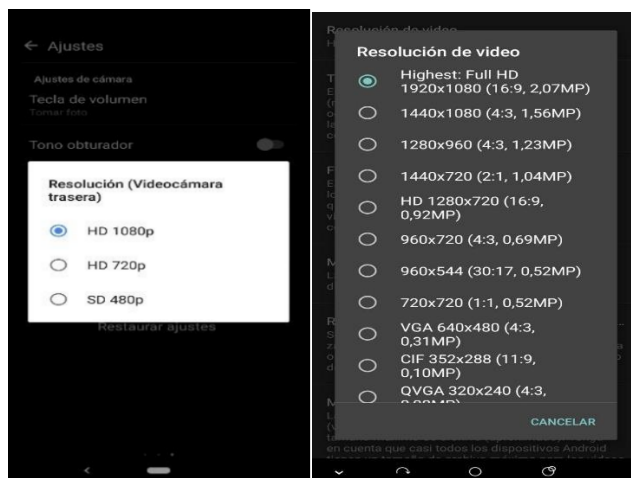 Ajustes
Ajustes de cámara
Tecla de volumen
Tomar foto
Tono obturador
Resolución (Videocámara
trasera)
HD 1080p
HD 720p
SD 480p
Restaurar ajustes
Resolución de video
Resolución de video
Highest: Full HD
1920x1080 (16:9, 2,07MP)
1440x1080 (4:3, 1,56MP)
1280x960 (4:3, 1,23MP)
1440x720 (2:1, 1,04MP)
HD 1280x720 (16:9,
0,92MP)
960x720 (4:3, 0,69MP)
960x544 (30:17, 0,52MP)
720x720 (1:1, 0,52MP)
VGA 640x480 (4:3,
0,31MP)
CIF 352x288 (11:9,
0,10MP)
QVGA 320x240 (4:3,
CANCELAR
en cuenta que casi todos los dispositivos Android